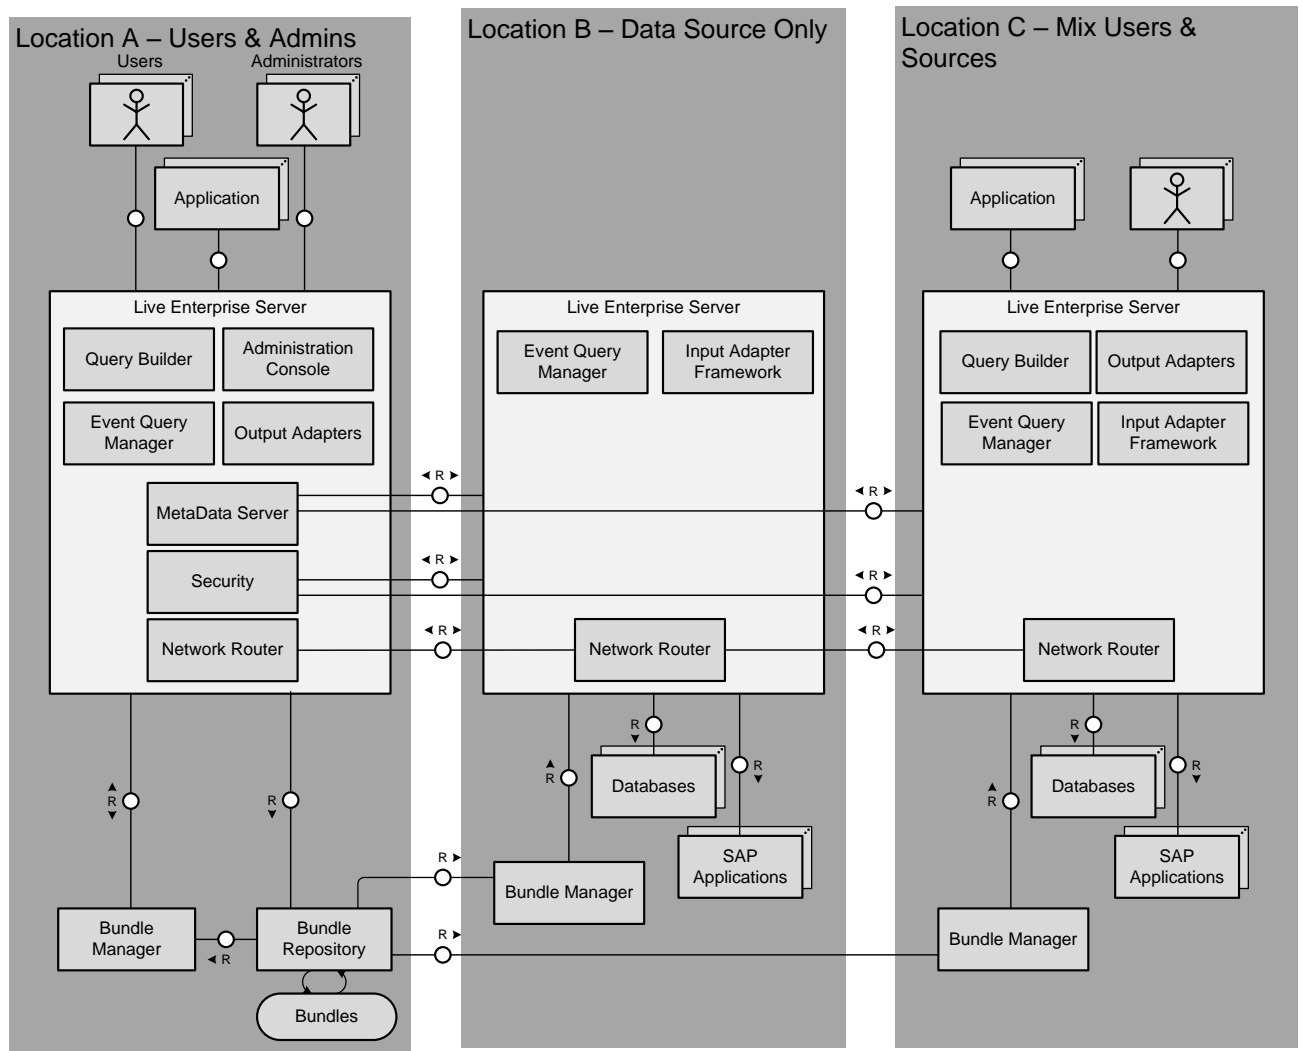 Location A – Users & Admins
Users
Administrators
Application
Live Enterprise Server
Query Builder
Administration
Console
Event Query
Manager
Output Adapters
MetaData Server
Security
Network Router
R
R
Bundle
Manager
R
Bundle
Repository
Bundles
R
R
R
R
R
Location B – Data Source Only
Live Enterprise Server
Event Query
Manager
Input Adapter
Framework
Network Router
R
R
R
Databases
SAP
Applications
Bundle Manager
R
R
R
Location C – Mix Users &
Sources
Application
Live Enterprise Server
Query Builder
Output Adapters
Event Query
Manager
Input Adapter
Framework
Network Router
R
R
R
Databases
SAP
Applications
Bundle Manager